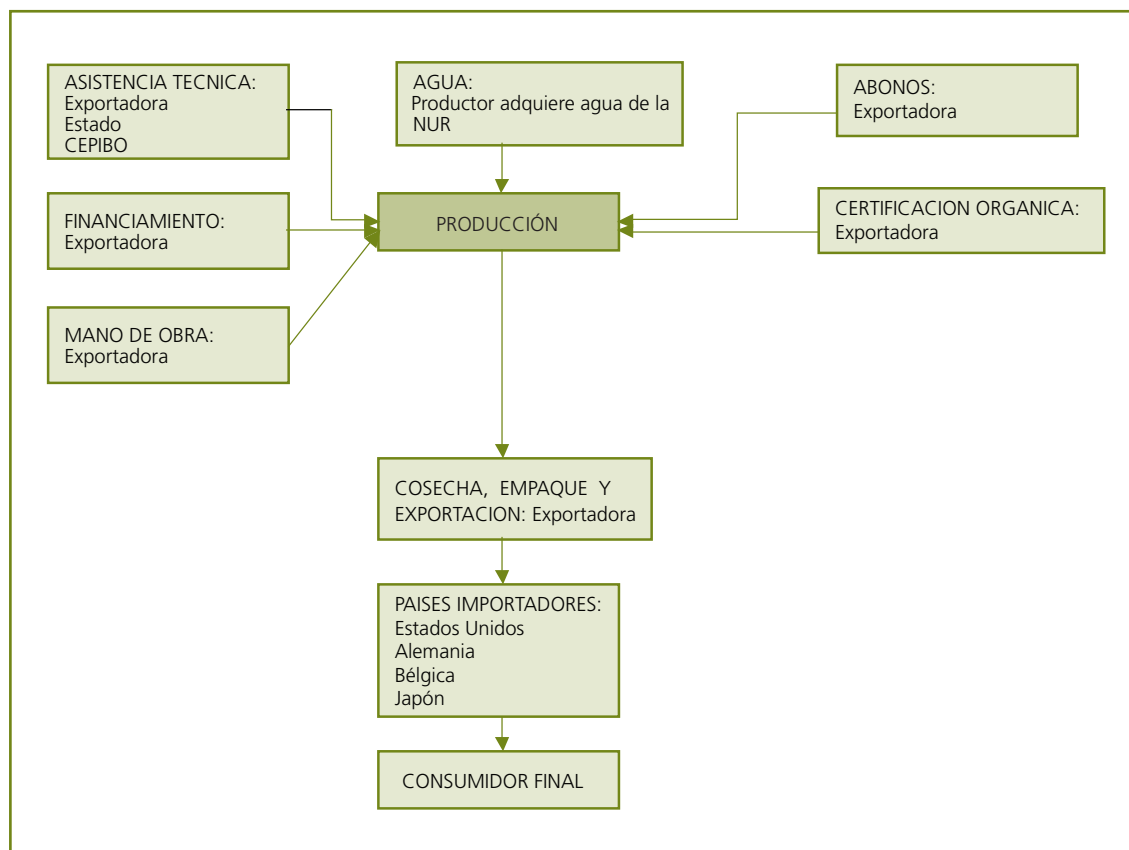 ASISTENCIA TECNICA:
Exportadora
Estado
CEPIBO
AGUA:
Productor adquiere agua de la
NUR
ABONOS:
Exportadora
FINANCIAMIENTO:
Exportadora
PRODUCCIÓN
CERTIFICACION ORGANICA:
Exportadora
MANO DE OBRA:
Exportadora
COSECHA, EMPAQUE Y
EXPORTACION: Exportadora
PAISES IMPORTADORES:
Estados Unidos
Alemania
Bélgica
Japón
CONSUMIDOR FINAL